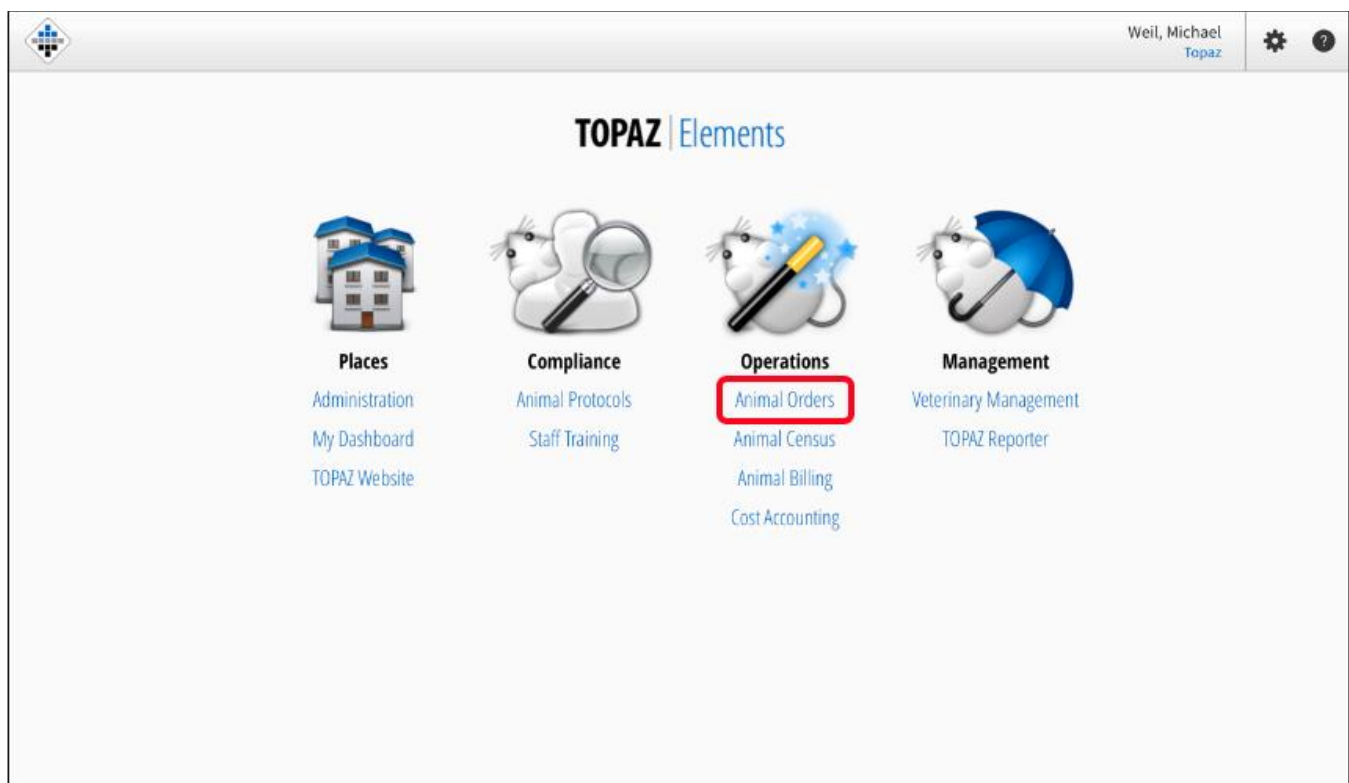 Weil, Michael
Topaz
?
TOPAZ | Elements
Places
Administration
My Dashboard
TOPAZ Website
Compliance
Animal Protocols
Staff Training
Operations
Animal Orders
Animal Census
Animal Billing
Cost Accounting
Management
Veterinary Management
TOPAZ Reporter